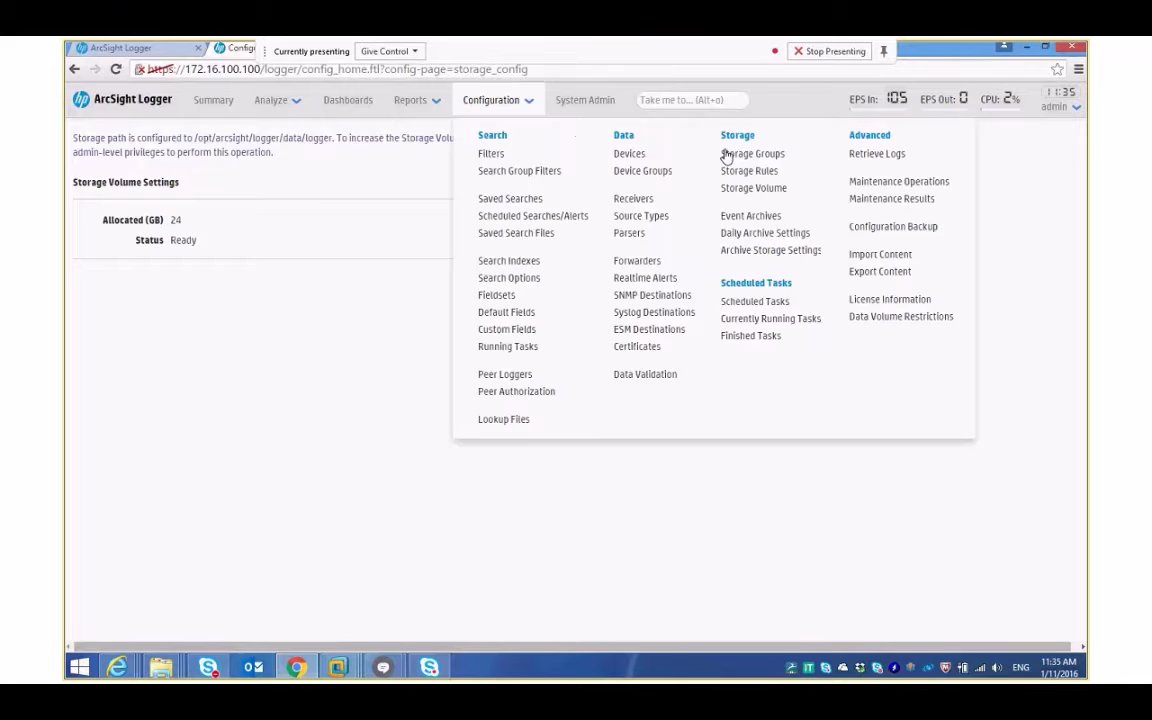 ArcSight Logger
Config
Currently presenting
Give Control
Stop Presenting
https://172.16.100.100/logger/config_home.ftl?config-page=storage_config
hp ArcSight Logger
Summary
Analyze
Dashboards
Reports
Configuration
System Admin
Take me to... (Alt+o)
EPS In: 105
EPS Out: 0
CPU: 2%
11:35
admin
Storage path is configured to /opt/arcsight/logger/data/logger. To increase the Storage Volu
admin-level privileges to perform this operation.
Storage Volume Settings
Allocated (GB) 24
Status Ready
Search
Filters
Search Group Filters
Saved Searches
Scheduled Searches/Alerts
Saved Search Files
Search Indexes
Search Options
Fieldsets
Default Fields
Custom Fields
Running Tasks
Peer Loggers
Peer Authorization
Lookup Files
Data
Devices
Device Groups
Receivers
Source Types
Parsers
Forwarders
Realtime Alerts
SNMP Destinations
Syslog Destinations
ESM Destinations
Certificates
Data Validation
Storage
Storage Groups
Storage Rules
Storage Volume
Event Archives
Daily Archive Settings
Archive Storage Settings
Scheduled Tasks
Scheduled Tasks
Currently Running Tasks
Finished Tasks
Advanced
Retrieve Logs
Maintenance Operations
Maintenance Results
Configuration Backup
Import Content
Export Content
License Information
Data Volume Restrictions
ENG
11:35 AM
1/11/2016